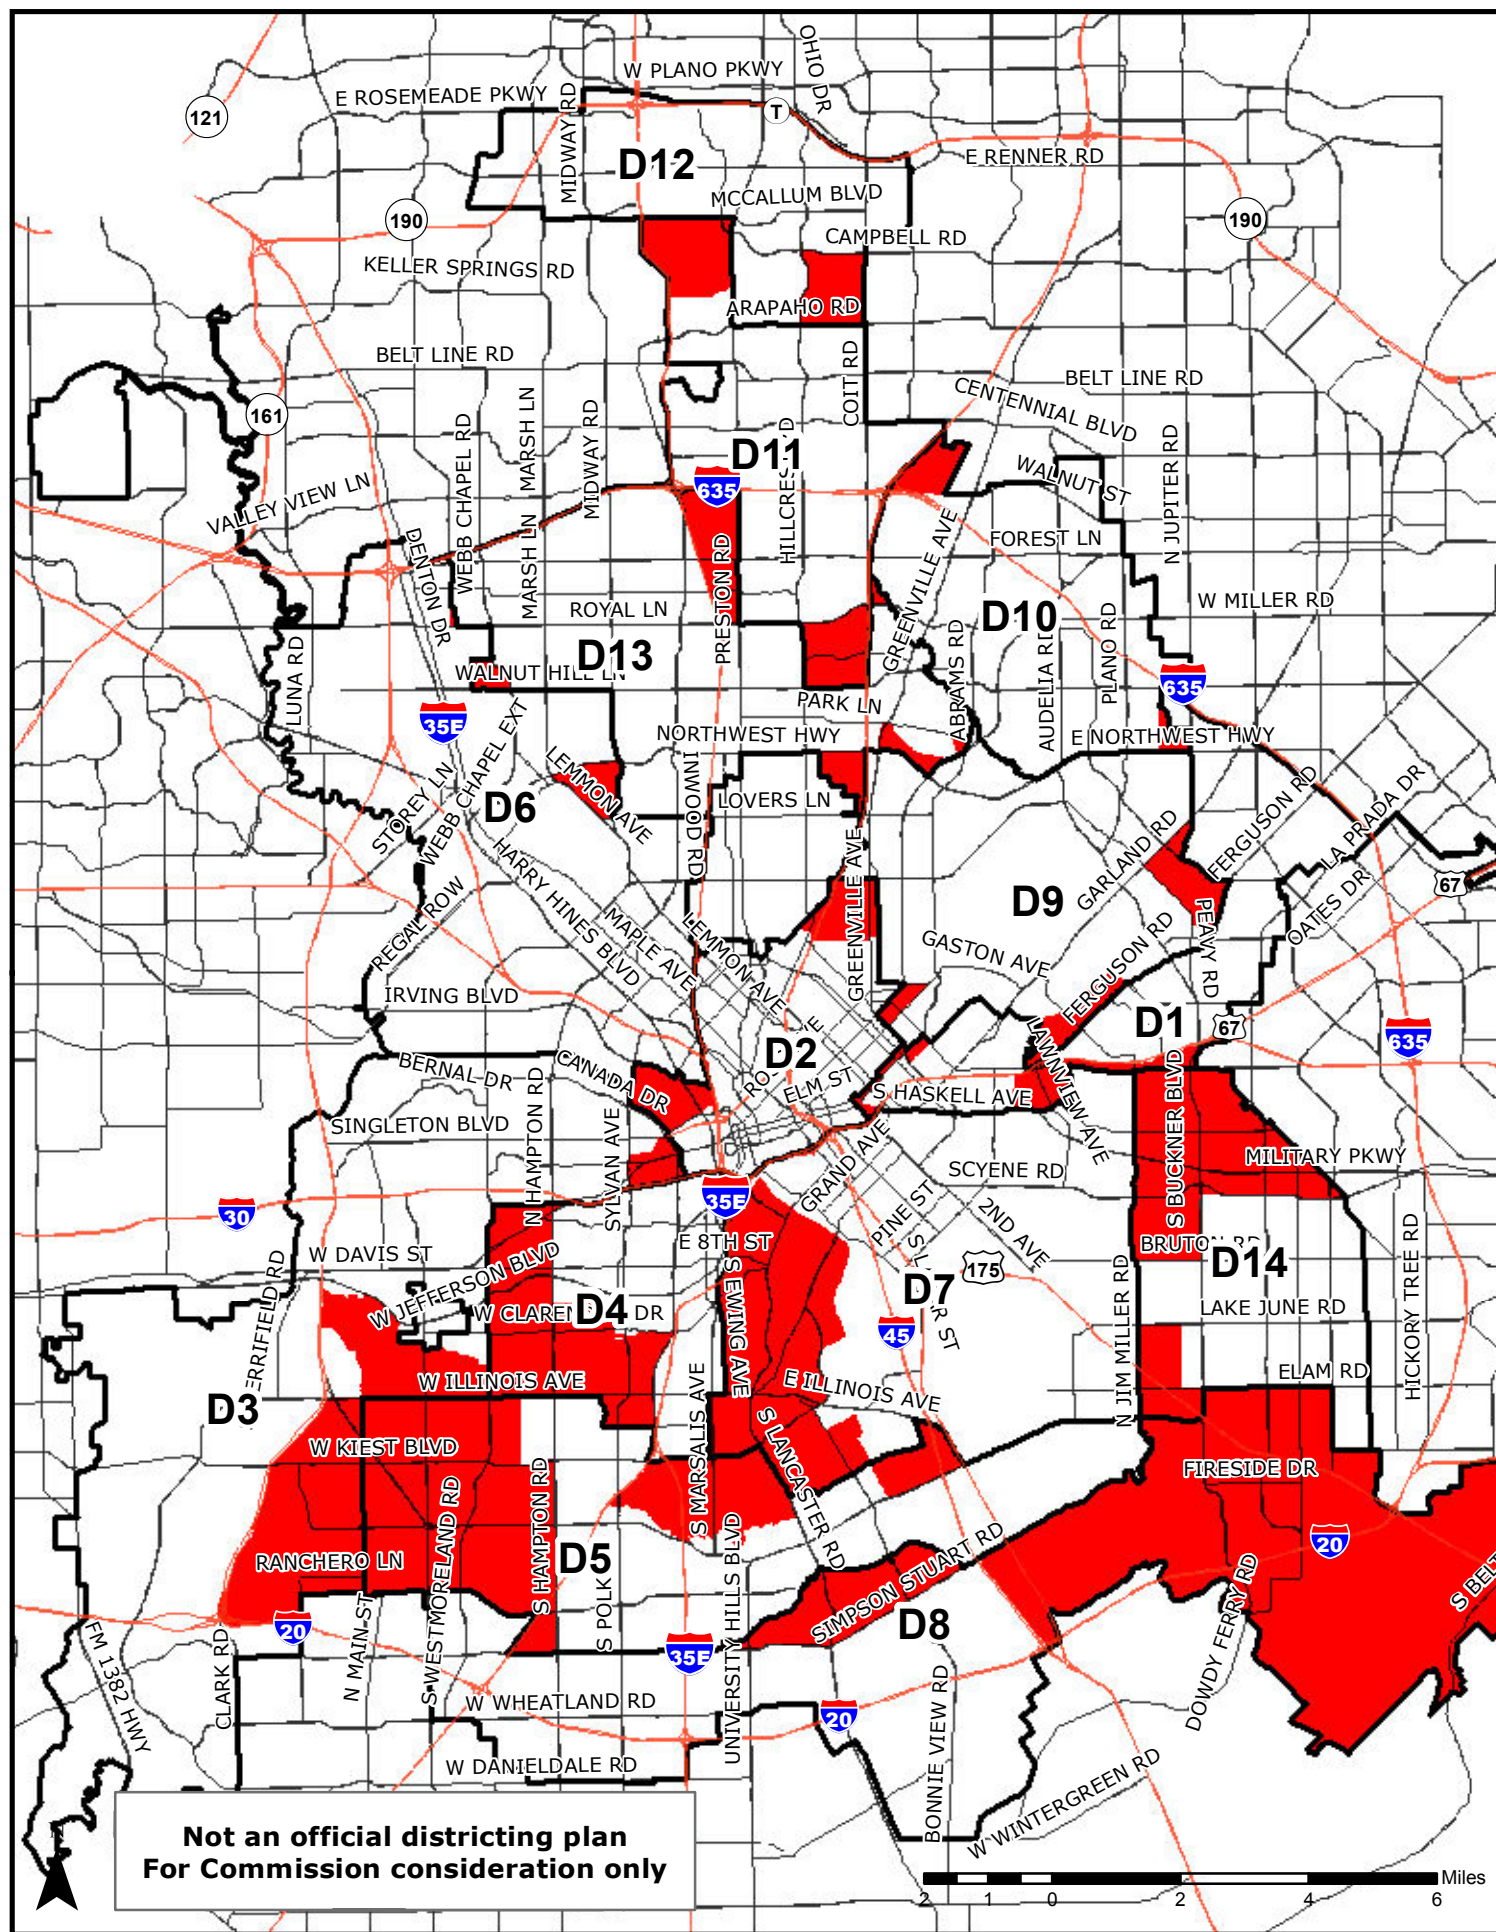 W PLANO PKWY
OHIO DR
E ROSEMEADE PKWY
MIDWAY RD
121
T
D12
E RENNER RD
MCCALLUM BLVD
190
190
CAMPBELL RD
KELLER SPRINGS RD
ARAPAHO RD
BELT LINE RD
COIT RD
BELT LINE RD
CENTENNIAL BLVD
161
WEBB CHAPEL RD
MARSH LN
MIDWAY RD
D11
N JUPITER RD
WALNUT ST
635
VALLEY VIEW LN
DENTON DR
MARSH LN
PRESTON RD
GREENVILLE AVE
FOREST LN
ROYAL LN
D10
W MILLER RD
LUNA RD
D13
WALNUT HILL LN
ABRAMS RD
PLANO RD
635
PARK LN
35E
WEBB CHAPEL EXT
NORTHWEST HWY
E NORTHWEST HWY
LEMMON AVE
INWOOD RD
STOREY LN
D6
LOVERS LN
FERGUSON RD
LA PRADA DR
GARLAND RD
HARRY HINES BLVD
GREENVILLE AVE
67
REGAL ROW
MAPLE AVE
LEMMON AVE
D9
PEAVY RD
OATES DR
GASTON AVE
FERGUSON RD
IRVING BLVD
D1
67
635
LAWNVIEW AVE
D2
BERNAL DR
CANADA DR
ELM ST
S HASKELL AVE
S BUCKNER BLVD
SINGLETON BLVD
N HAMPTON RD
SYLVAN AVE
GRAND AVE
SCYENE RD
MILITARY PKWY
35E
30
PINE ST
2ND AVE
E 8TH ST
W DAVIS ST
BRUTON RD
D14
175
W JEFFERSON BLVD
S EWING AVE
D7
N JIM MILLER RD
HICKORY TREE RD
D4
LAKE JUNE RD
45
W ILLINOIS AVE
E ILLINOIS AVE
ELAM RD
D3
S MARSALIS AVE
S LANCASTER RD
W KIEST BLVD
FIRESIDE DR
S WESTMORELAND RD
S HAMPTON RD
SIMPSON STUART RD
20
RANCHERO LN
D5
S POLK
UNIVERSITY HILLS BLVD
DOWDY FERRY RD
S BELT
20
N MAIN ST
D8
35E
FM 1382 HWY
CLARK RD
W WHEATLAND RD
BONNIE VIEW RD
20
W DANIELDALE RD
W WINTERGREEN RD
Not an official districting plan
For Commission consideration only
N
Miles
2 1 0 2 4 6